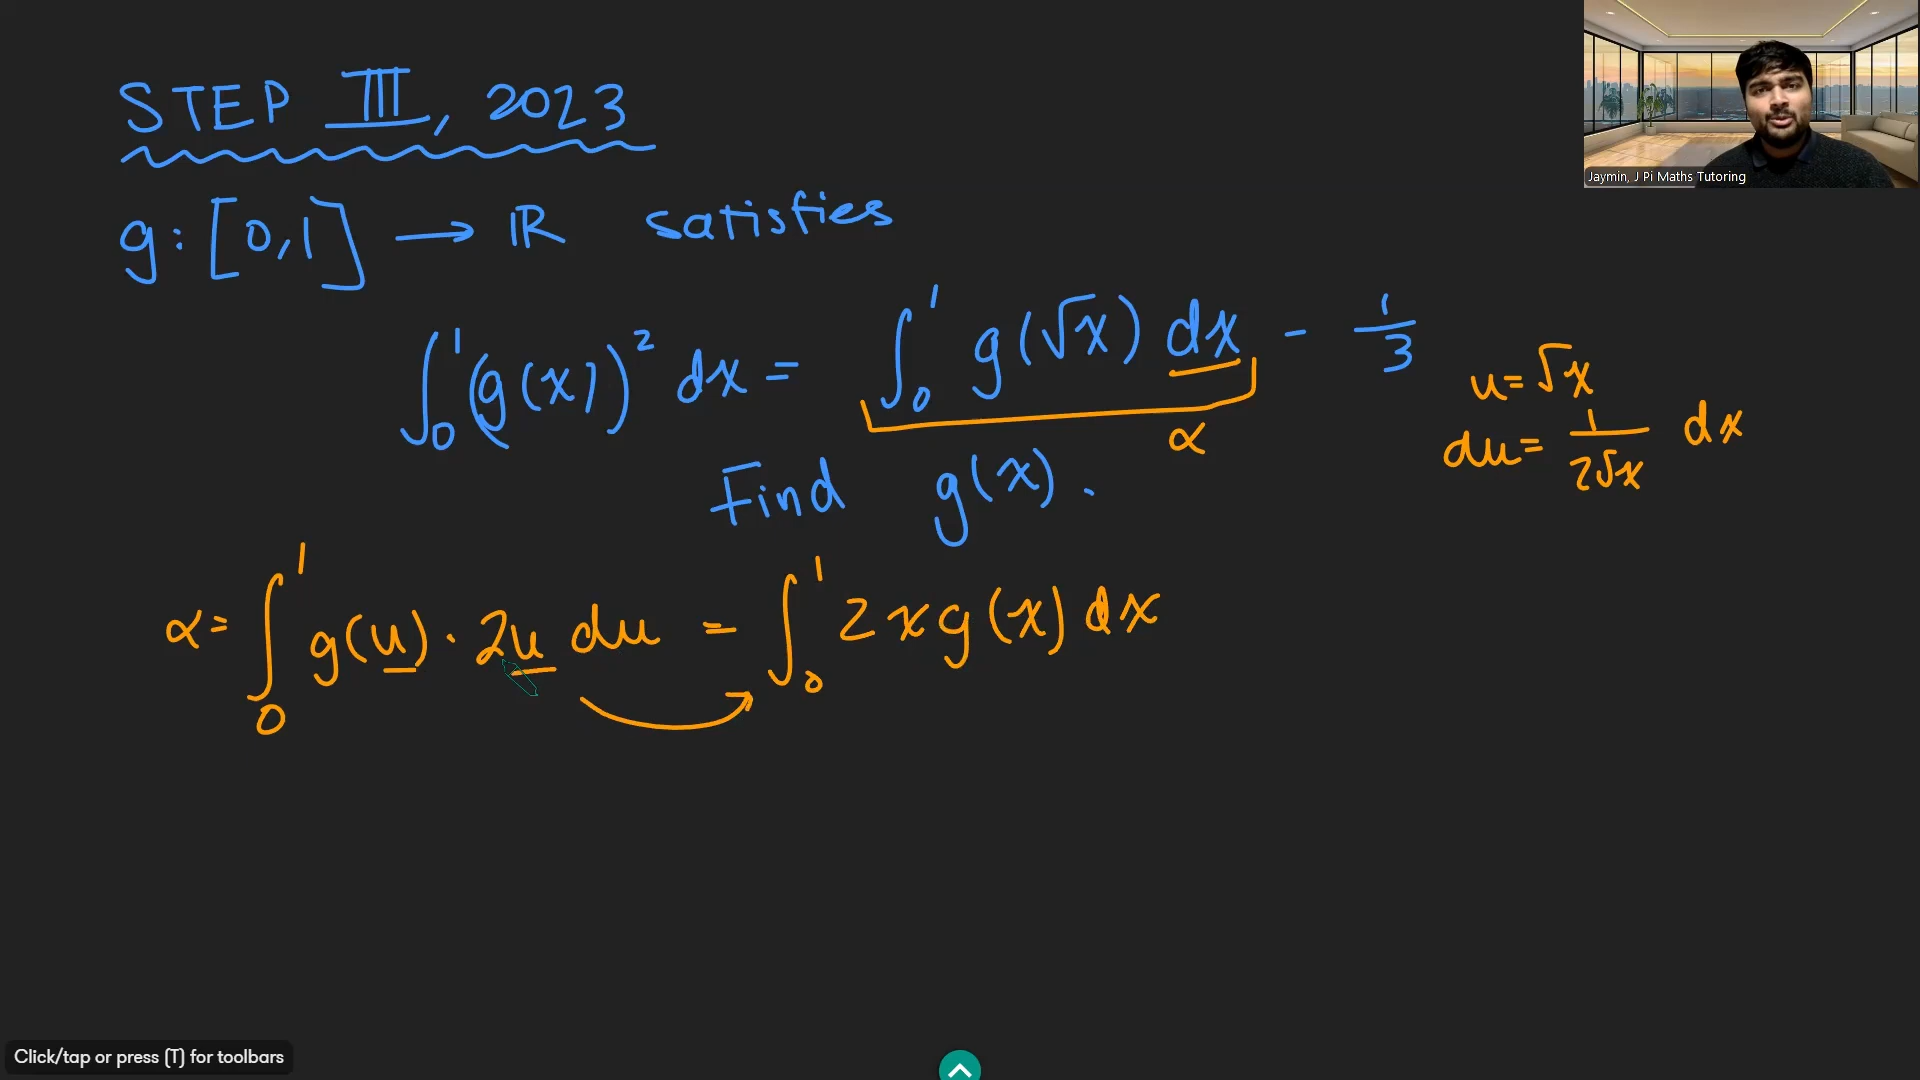 STEP III, 2023
Jaymin, J Pi Maths Tutoring
g: [0,1] → ℝ satisfies
∫₀¹ (g(x))² dx = ∫₀¹ g(√x) dx - 1/3
α
u = √x
du = 1/(2√x) dx
Find g(x).
α = ∫₀¹ g(u) · 2u du = ∫₀¹ 2xg(x) dx
Click/tap or press (T) for toolbars